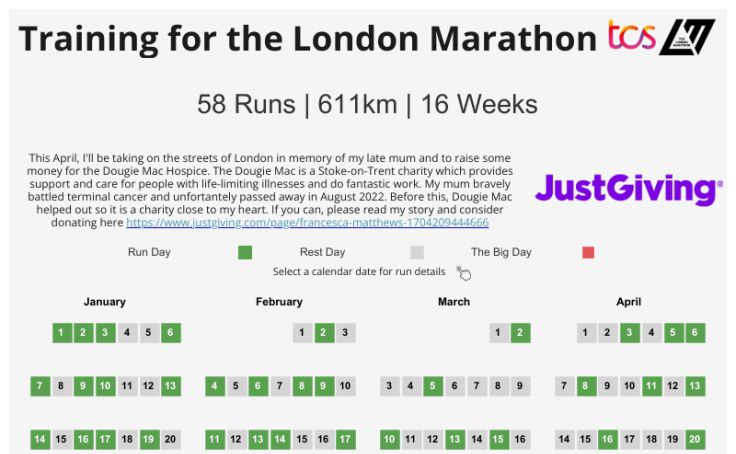 Training for the London Marathon
tcs
TCS LONDON MARATHON
58 Runs | 611km | 16 Weeks
This April, I'll be taking on the streets of London in memory of my late mum and to raise some
money for the Dougie Mac Hospice. The Dougie Mac is a Stoke-on-Trent charity which provides
support and care for people with life-limiting illnesses and do fantastic work. My mum bravely
battled terminal cancer and unfortantely passed away in August 2022. Before this, Dougie Mac
helped out so it is a charity close to my heart. If you can, please read my story and consider
donating here https://www.justgiving.com/page/francesca-matthews-1704209444666
JustGiving®
Run Day Rest Day The Big Day
Select a calendar date for run details
January February March April
1 2 3 4 5 6 1 2 3 1 2 1 2 3 4 5 6
7 8 9 10 11 12 13 4 5 6 7 8 9 10 3 4 5 6 7 8 9 7 8 9 10 11 12 13
14 15 16 17 18 19 20 11 12 13 14 15 16 17 10 11 12 13 14 15 16 14 15 16 17 18 19 20